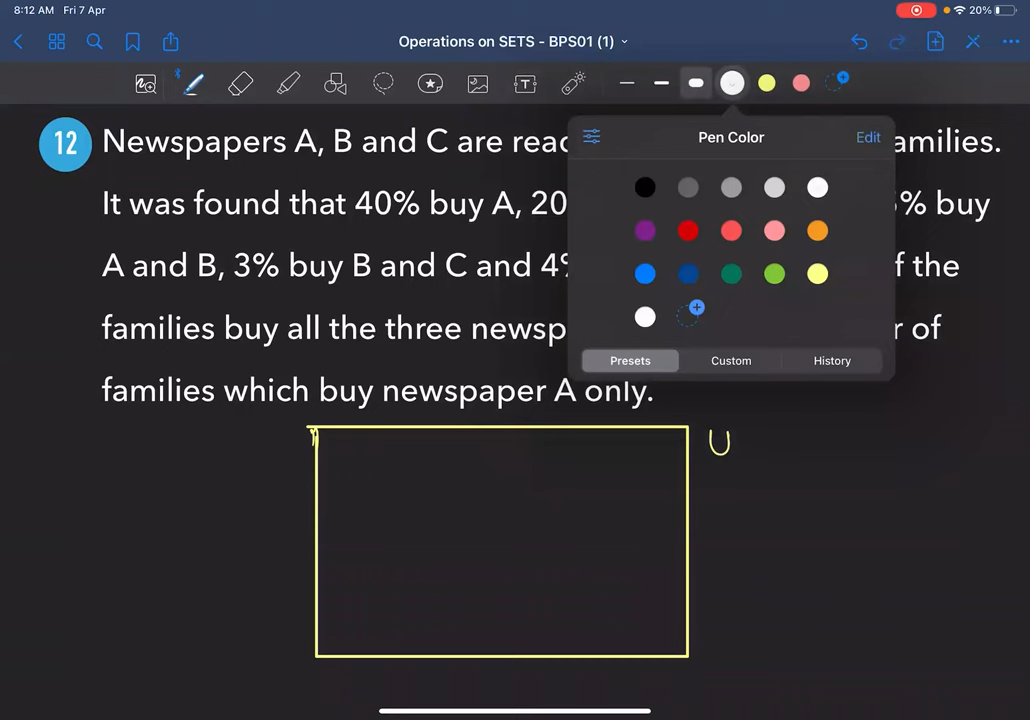 8:12 AM Fri 7 Apr
20%
Operations on SETS - BPS01 (1)
Pen Color
Edit
Presets
Custom
History
12 Newspapers A, B and C are read amilies.
It was found that 40% buy A, 20 % buy
A and B, 3% buy B and C and 4% f the
families buy all the three newsp r of
families which buy newspaper A only.
U